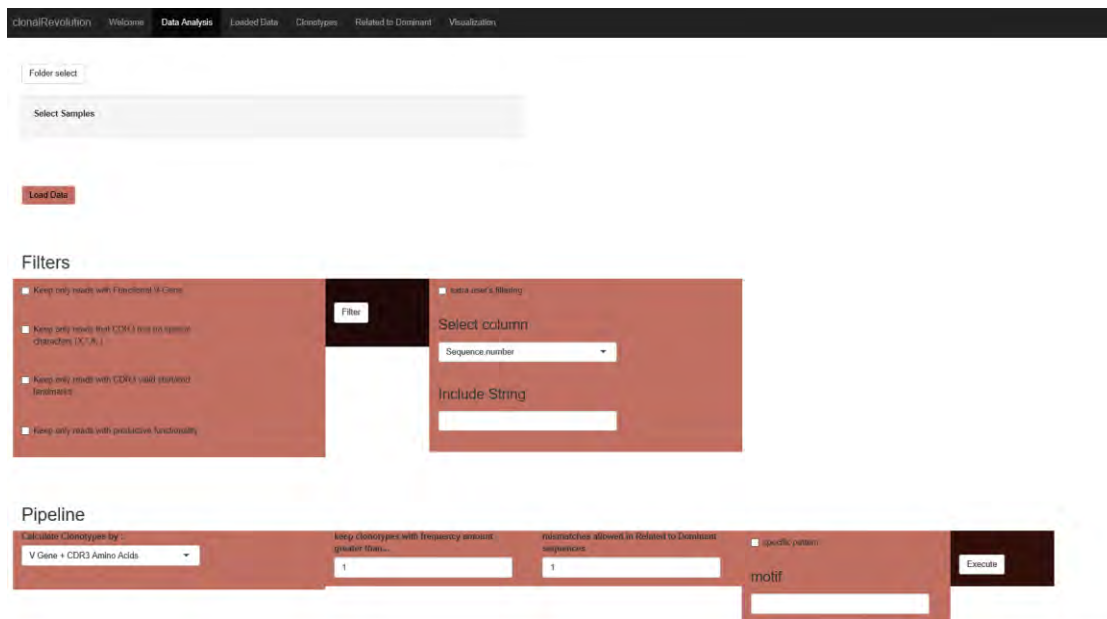 clonalRevolution Welcome Data Analysis Loaded Data Clonotypes Related to Dominant Visualization
Folder select
Select Samples
Load Data
Filters
Keep only reads with Functional V-Gene
extra user's filtering
Filter
Keep only reads that CDR3 has no special
characters
Select column
Sequence.number
Keep only reads with CDR3 valid start/end
landmarks
Include String
Keep only reads with productive functionality
Pipeline
Calculate Clonotypes by :
keep clonotypes with frequency amount
greater than...
mismatches allowed in Related to Dominant
sequences
specific pattern
V Gene + CDR3 Amino Acids
1
1
Execute
motif